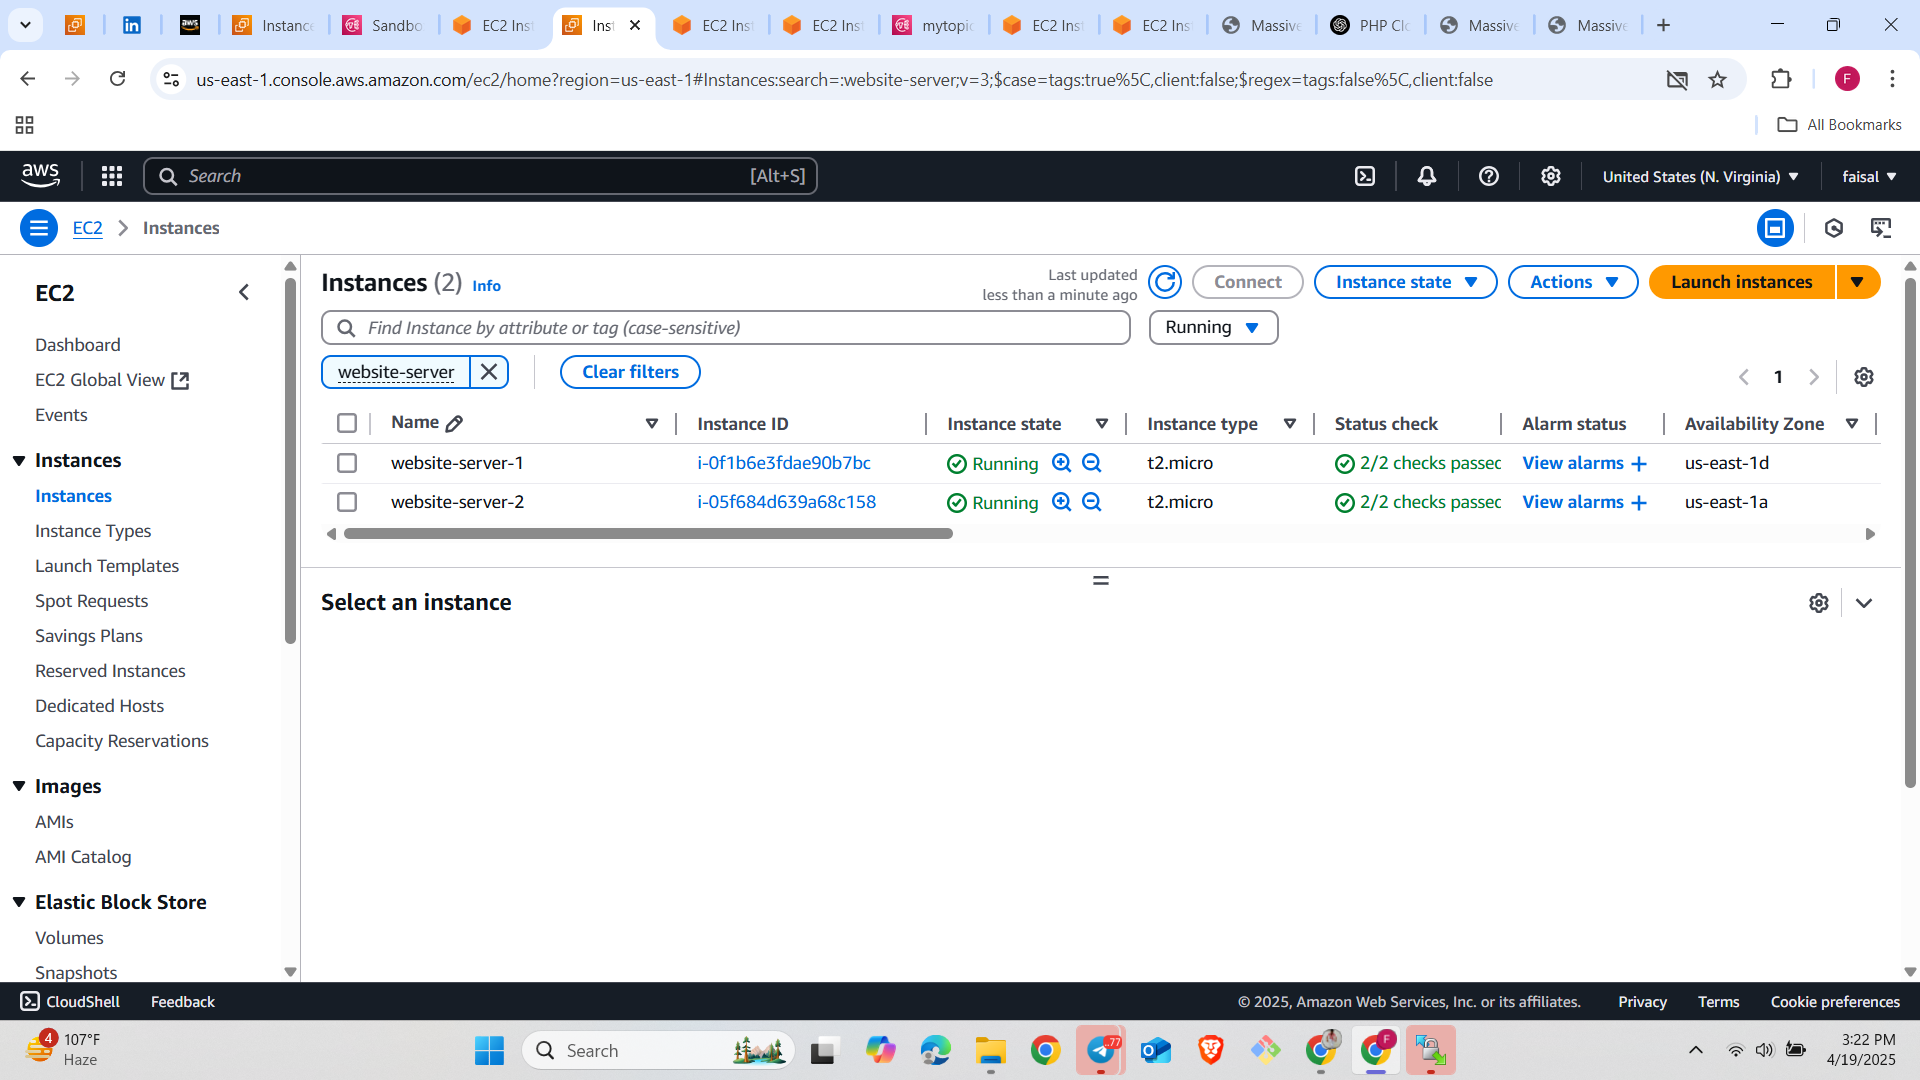 Instance
Sandbo
EC2 Inst
Inst
EC2 Inst
EC2 Inst
mytopic
EC2 Inst
EC2 Inst
Massive
PHP Clo
Massive
Massive
us-east-1.console.aws.amazon.com/ec2/home?region=us-east-1#Instances:search=:website-server;v=3;$case=tags:true%5C,client:false;$regex=tags:false%5C,client:false
F
All Bookmarks
aws
Search
[Alt+S]
United States (N. Virginia)
faisal
EC2
Instances
EC2
Dashboard
EC2 Global View
Events
Instances
Instances
Instance Types
Launch Templates
Spot Requests
Savings Plans
Reserved Instances
Dedicated Hosts
Capacity Reservations
Images
AMIs
AMI Catalog
Elastic Block Store
Volumes
Snapshots
Instances (2) Info
Last updated
less than a minute ago
Connect
Instance state
Actions
Launch instances
Find Instance by attribute or tag (case-sensitive)
Running
website-server
Clear filters
1
Name Instance ID Instance state Instance type Status check Alarm status Availability Zone
website-server-1 i-0f1b6e3fdae90b7bc Running t2.micro 2/2 checks passed View alarms + us-east-1d
website-server-2 i-05f684d639a68c158 Running t2.micro 2/2 checks passed View alarms + us-east-1a
Select an instance
CloudShell
Feedback
© 2025, Amazon Web Services, Inc. or its affiliates.
Privacy
Terms
Cookie preferences
4
107°F
Haze
Search
.77
F
3:22 PM
4/19/2025